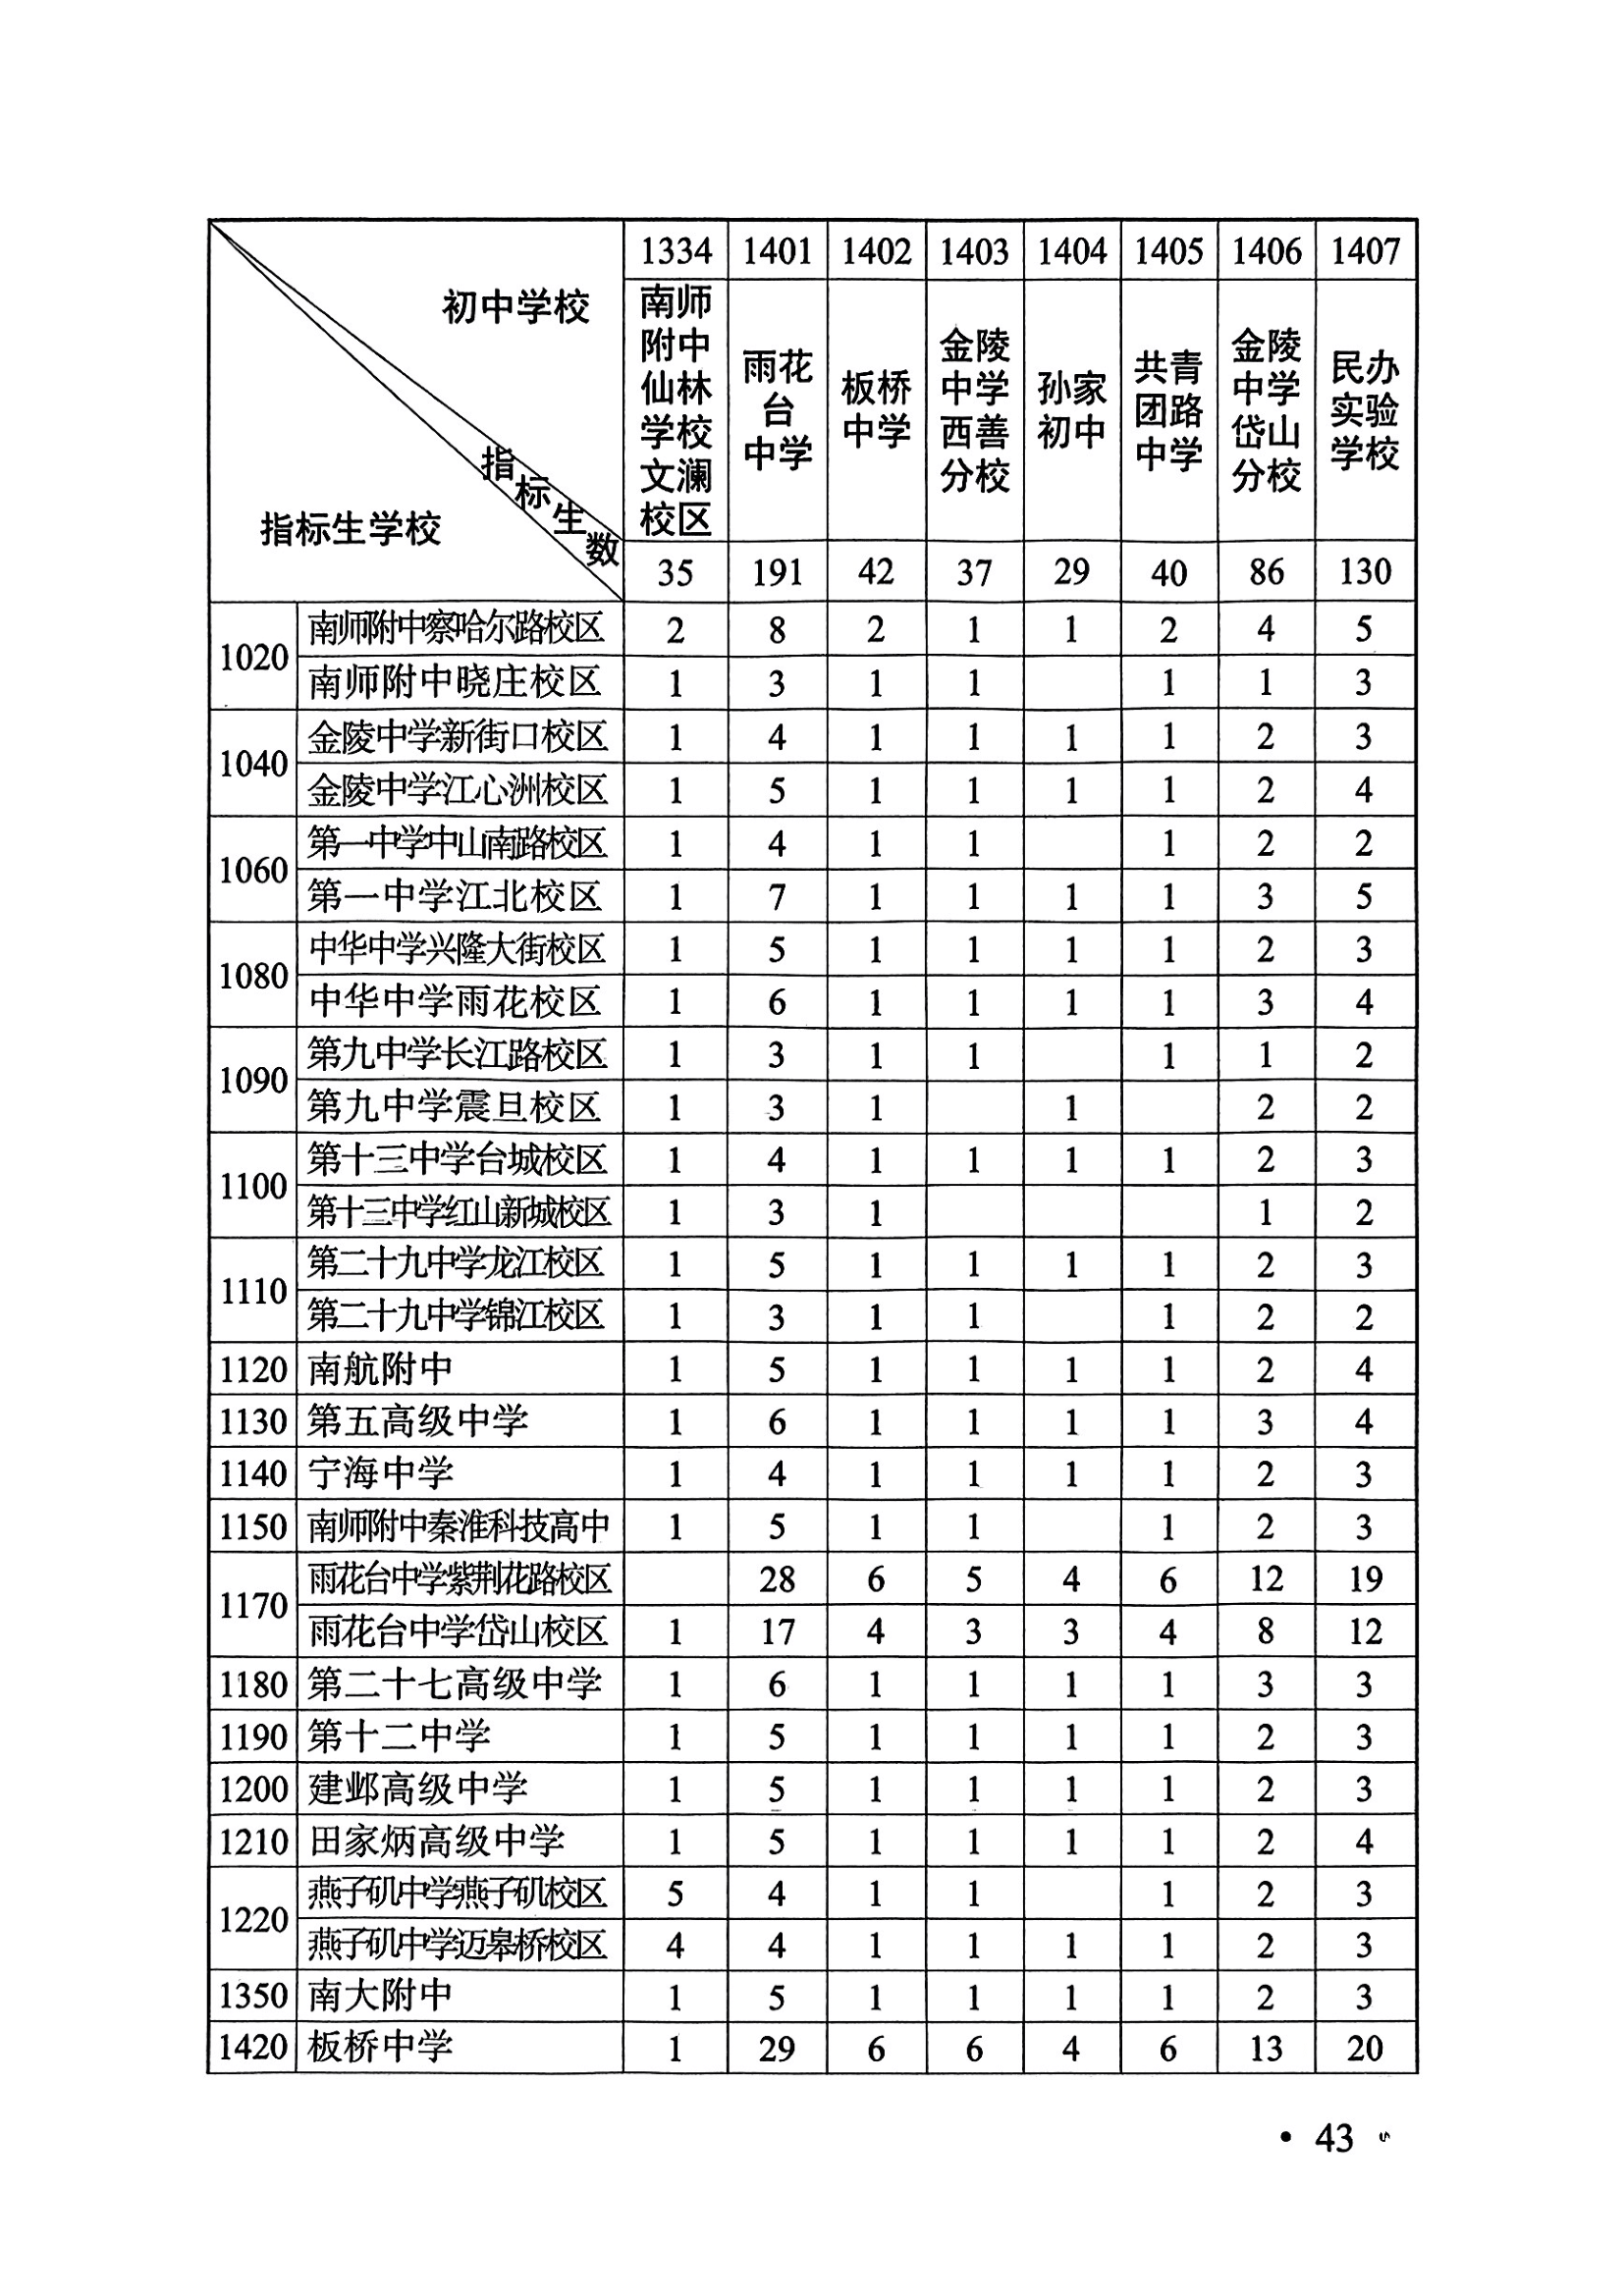 初中学校
指标生数
指标生学校
1334 1401 1402 1403 1404 1405 1406 1407
南师附中仙林学校文澜校区 雨花台中学 板桥中学 金陵中学西善分校 孙家初中 共青团路中学 金陵中学岱山分校 民办实验学校
35 191 42 37 29 40 86 130
1020 南师附中察哈尔路校区 2 8 2 1 1 2 4 5
南师附中晓庄校区 1 3 1 1 1 1 3
1040 金陵中学新街口校区 1 4 1 1 1 1 2 3
金陵中学江心洲校区 1 5 1 1 1 1 2 4
1060 第一中学中山南路校区 1 4 1 1 1 2 2
第一中学江北校区 1 7 1 1 1 1 3 5
1080 中华中学兴隆大街校区 1 5 1 1 1 1 2 3
中华中学雨花校区 1 6 1 1 1 1 3 4
1090 第九中学长江路校区 1 3 1 1 1 1 2
第九中学震旦校区 1 3 1 1 2 2
1100 第十三中学台城校区 1 4 1 1 1 1 2 3
第十三中学红山新城校区 1 3 1 1 2
1110 第二十九中学龙江校区 1 5 1 1 1 1 2 3
第二十九中学锦江校区 1 3 1 1 1 2 2
1120 南航附中 1 5 1 1 1 1 2 4
1130 第五高级中学 1 6 1 1 1 1 3 4
1140 宁海中学 1 4 1 1 1 1 2 3
1150 南师附中秦淮科技高中 1 5 1 1 1 2 3
1170 雨花台中学紫荆花路校区 28 6 5 4 6 12 19
雨花台中学岱山校区 1 17 4 3 3 4 8 12
1180 第二十七高级中学 1 6 1 1 1 1 3 3
1190 第十二中学 1 5 1 1 1 1 2 3
1200 建邺高级中学 1 5 1 1 1 1 2 3
1210 田家炳高级中学 1 5 1 1 1 1 2 4
1220 燕子矶中学燕子矶校区 5 4 1 1 1 2 3
燕子矶中学迈皋桥校区 4 4 1 1 1 1 2 3
1350 南大附中 1 5 1 1 1 1 2 3
1420 板桥中学 1 29 6 6 4 6 13 20
• 43